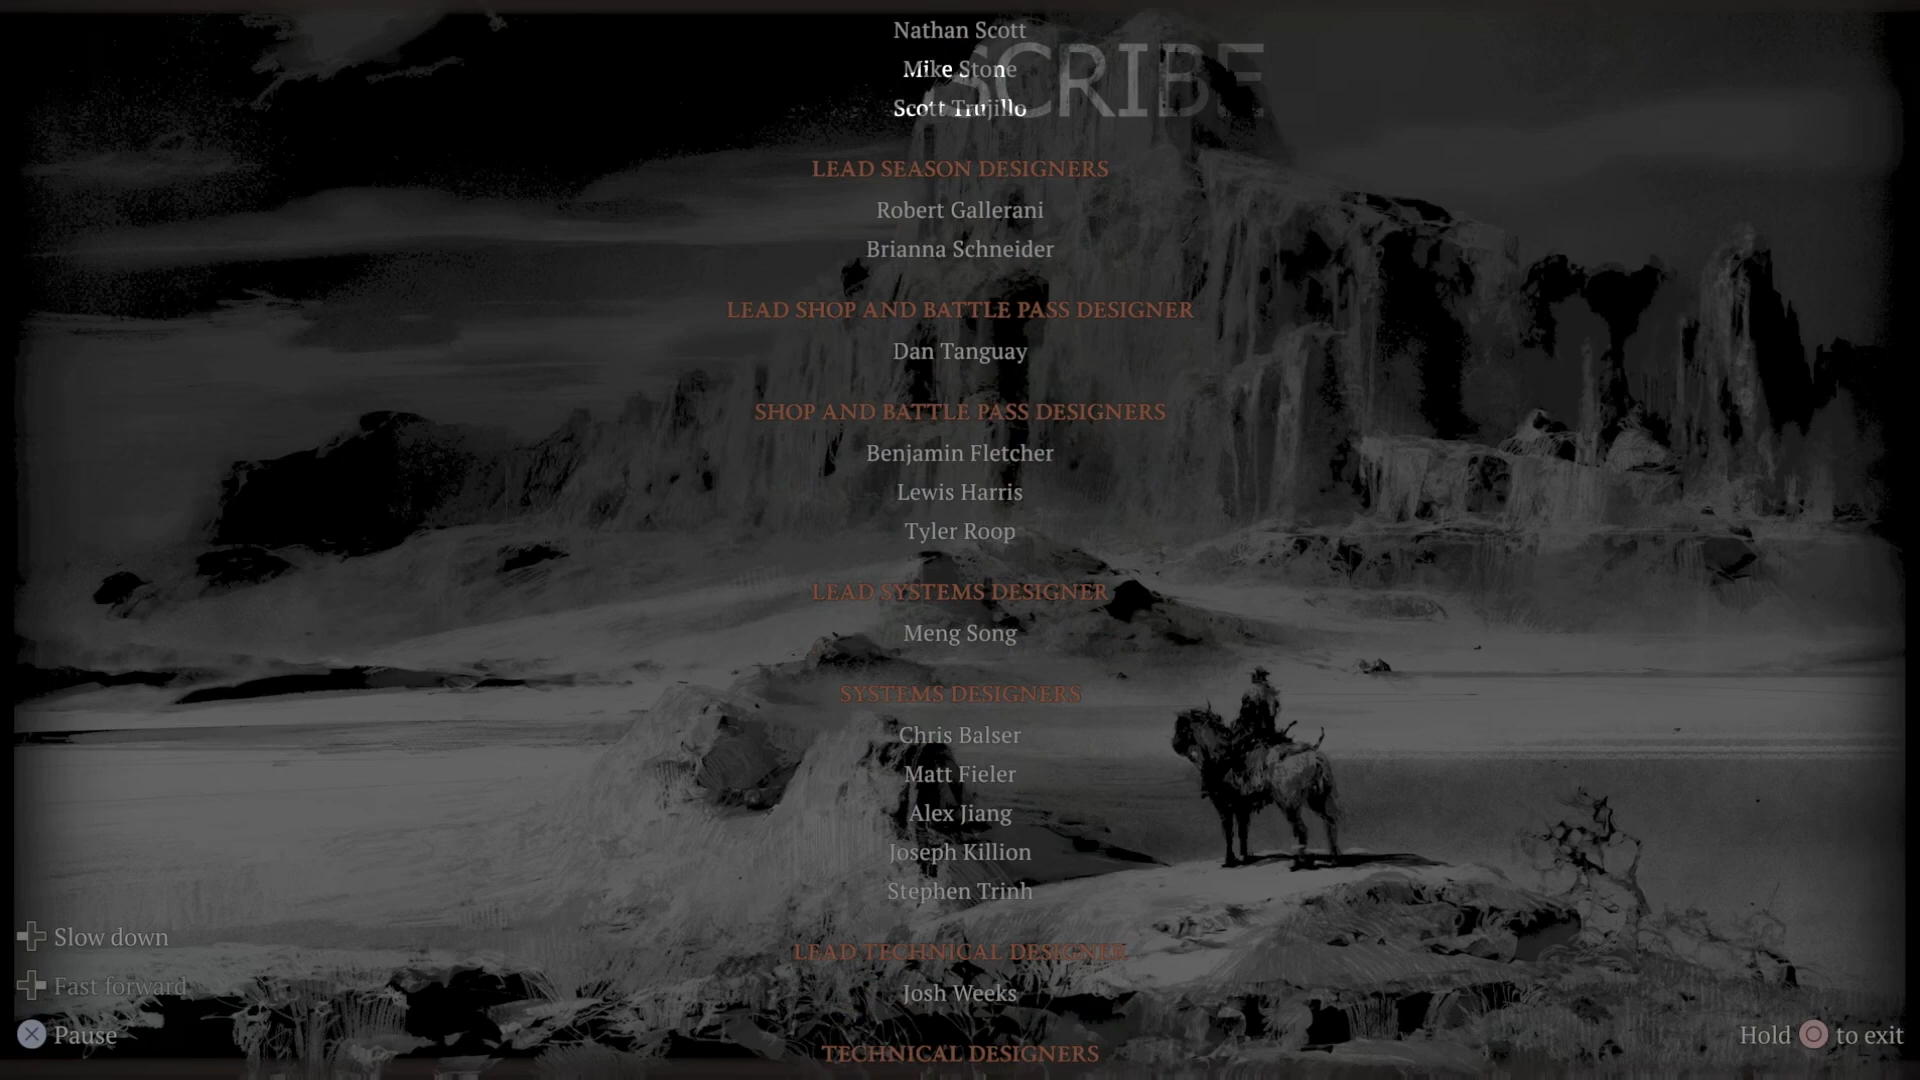 Nathan Scott
SCRIBE
Mike Stone
Scott Trujillo
LEAD SEASON DESIGNERS
Robert Gallerani
Brianna Schneider
LEAD SHOP AND BATTLE PASS DESIGNER
Dan Tanguay
SHOP AND BATTLE PASS DESIGNERS
Benjamin Fletcher
Lewis Harris
Tyler Roop
LEAD SYSTEMS DESIGNER
Meng Song
SYSTEMS DESIGNERS
Chris Balser
Matt Fieler
Alex Jiang
Joseph Killion
Stephen Trinh
LEAD TECHNICAL DESIGNER
Josh Weeks
TECHNICAL DESIGNERS
Slow down
Fast forward
Pause
Hold to exit